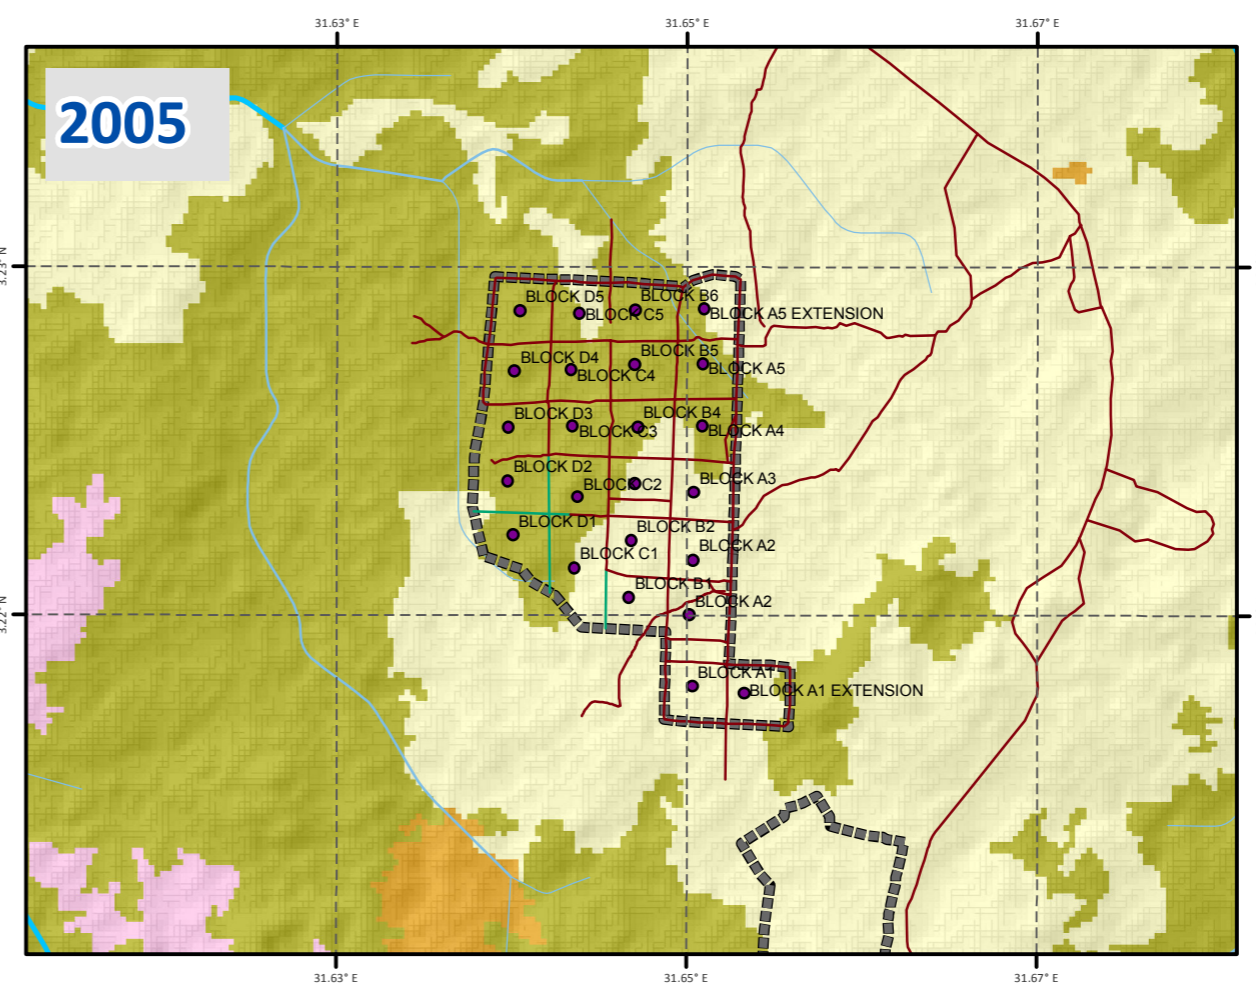 31.63° E
31.65° E
31.67° E
2005
3.23° N
BLOCK D5
BLOCK B6
BLOCK C5
BLOCK A5 EXTENSION
BLOCK D4
BLOCK B5
BLOCK C4
BLOCK A5
BLOCK D3
BLOCK B4
BLOCK C3
BLOCK A4
BLOCK D2
BLOCK C2
BLOCK A3
BLOCK D1
BLOCK B2
BLOCK C1
BLOCK A2
BLOCK B1
BLOCK A2
3.22° N
BLOCK A1
BLOCK A1 EXTENSION
31.63° E
31.65° E
31.67° E